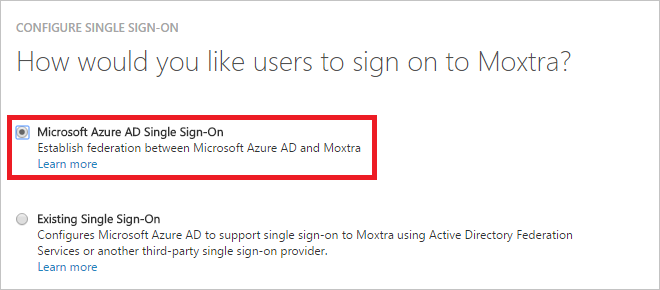 CONFIGURE SINGLE SIGN-ON
How would you like users to sign on to Moxtra?
Microsoft Azure AD Single Sign-On
Establish federation between Microsoft Azure AD and Moxtra
Learn more
Existing Single Sign-On
Configures Microsoft Azure AD to support single sign-on to Moxtra using Active Directory Federation
Services or another third-party single sign-on provider.
Learn more